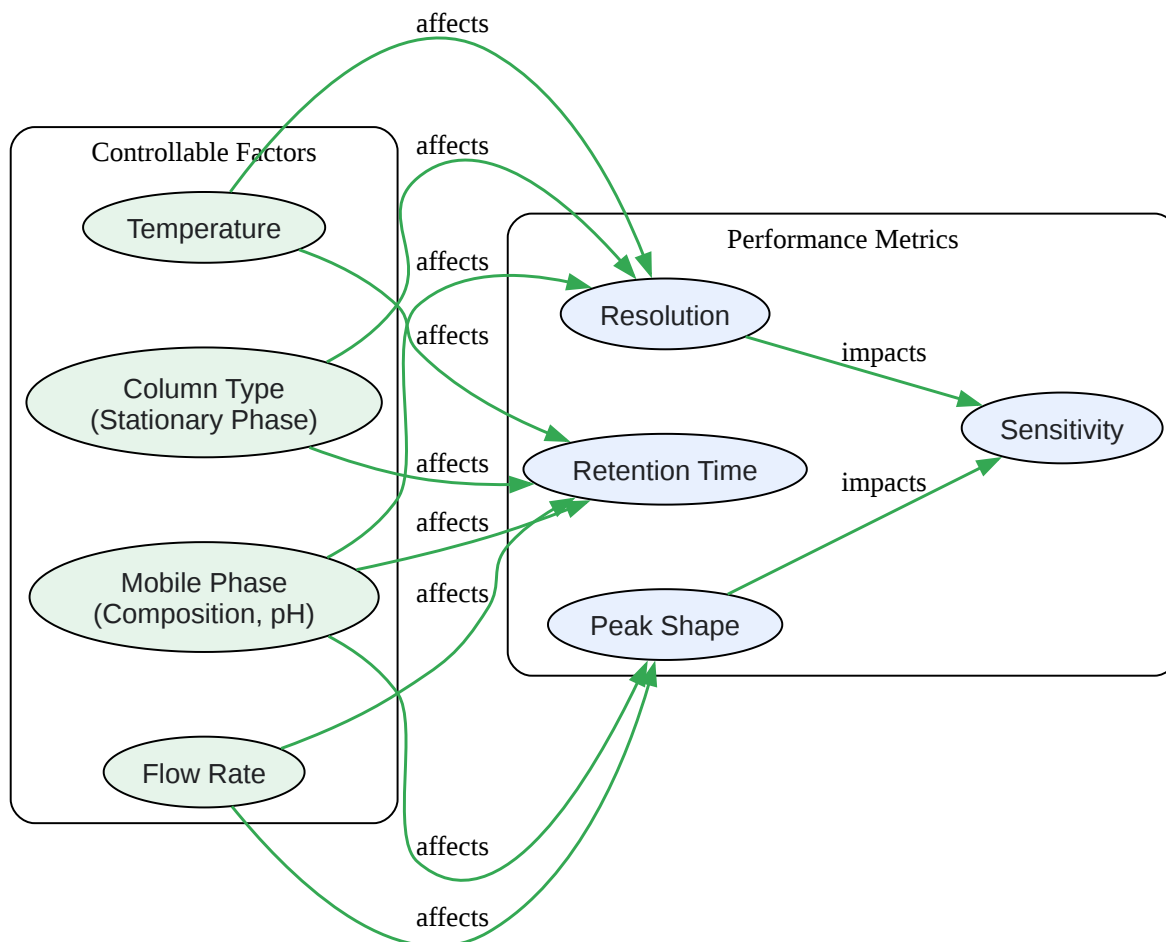 affects
Controllable Factors
affects
Temperature
Performance Metrics
affects
Resolution
affects
impacts
Column Type
(Stationary Phase)
Sensitivity
affects
Retention Time
impacts
affects
Mobile Phase
(Composition, pH)
affects
Peak Shape
Flow Rate
affects
affects